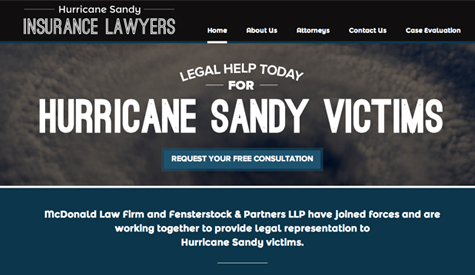 Hurricane Sandy
INSURANCE LAWYERS
Home About Us Attorneys Contact Us Case Evaluation
LEGAL HELP TODAY
FOR
HURRICANE SANDY VICTIMS
REQUEST YOUR FREE CONSULTATION
McDonald Law Firm and Fensterstock & Partners LLP have joined forces and are
working together to provide legal representation to
Hurricane Sandy victims.